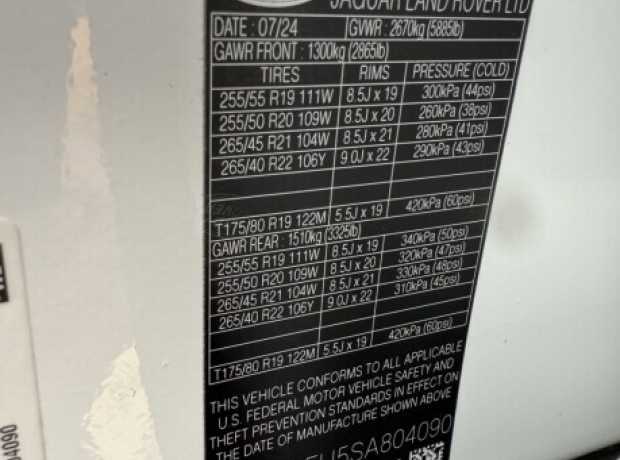 JAGUAR LAND ROVER LTD
DATE : 07/24 GVWR : 2670kg (5885lb)
GAWR FRONT : 1300kg (2865lb)
TIRES RIMS PRESSURE (COLD)
255/55 R19 111W 8.5J x 19 300kPa (44psi)
255/50 R20 109W 8.5J x 20 260kPa (38psi)
265/45 R21 104W 8.5J x 21 280kPa (41psi)
265/40 R22 106Y 9.0J x 22 290kPa (43psi)
T175/80 R19 122M 5.5J x 19 420kPa (60psi)
GAWR REAR : 1510kg (3325lb)
255/55 R19 111W 8.5J x 19 340kPa (50psi)
255/50 R20 109W 8.5J x 20 320kPa (47psi)
265/45 R21 104W 8.5J x 21 330kPa (48psi)
265/40 R22 106Y 9.0J x 22 310kPa (45psi)
T175/80 R19 122M 5.5J x 19 420kPa (60psi)
THIS VEHICLE CONFORMS TO ALL APPLICABLE
U.S. FEDERAL MOTOR VEHICLE SAFETY AND
THEFT PREVENTION STANDARDS IN EFFECT ON
THE DATE OF MANUFACTURE SHOWN ABOVE
5SA804090
04090